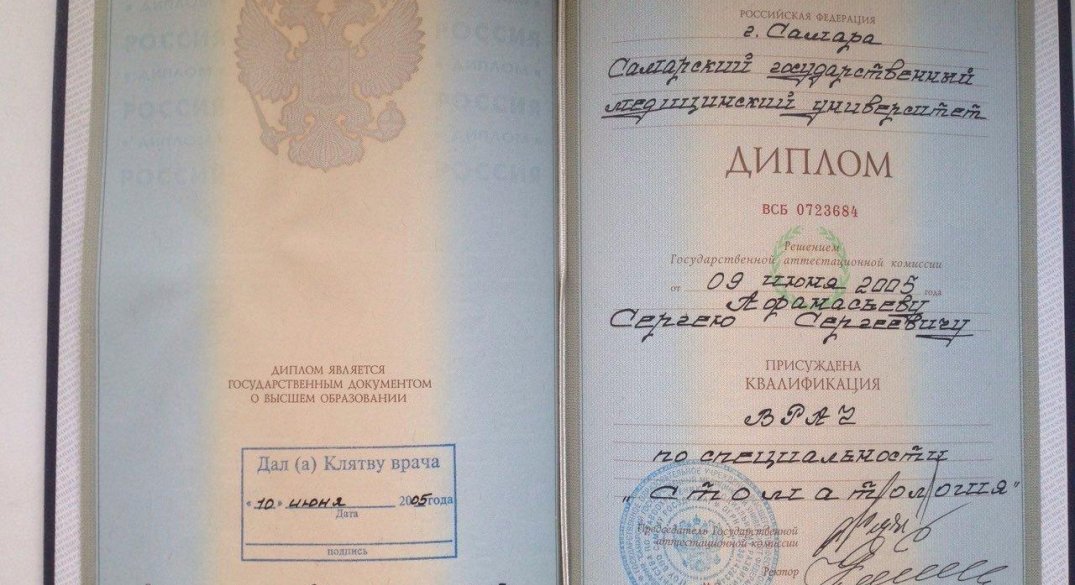 ДИПЛОМ ЯВЛЯЕТСЯ
ГОСУДАРСТВЕННЫМ ДОКУМЕНТОМ
О ВЫСШЕМ ОБРАЗОВАНИИ
Дал (а) Клятву врача
« 10 » июня 2005 года
Дата
подпись
РОССИЙСКАЯ ФЕДЕРАЦИЯ
г. Самара
Самарский государственный
медицинский университет
ДИПЛОМ
ВСБ 0723684
Решением
Государственной аттестационной комиссии
от 09 июня 2005 года
Афанасьеву
Сергею Сергеевичу
ПРИСУЖДЕНА
КВАЛИФИКАЦИЯ
ВРАЧ
по специальности
"Стоматология"
Председатель Государственной
аттестационной комиссии
Ректор